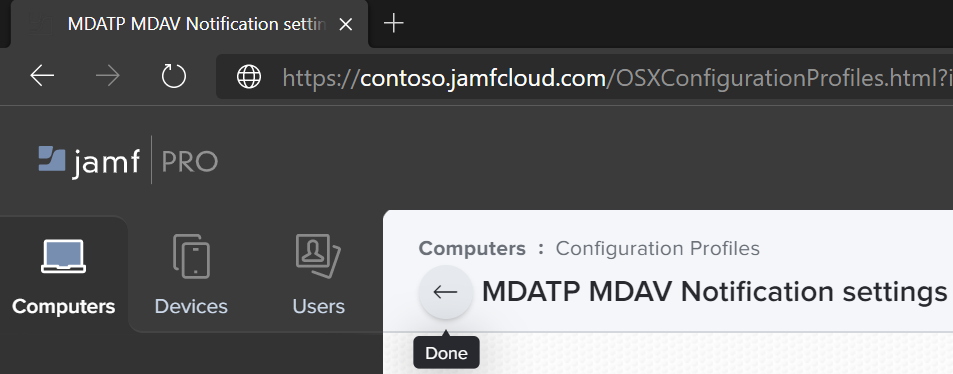 MDATP MDAV Notification settin
https://contoso.jamfcloud.com/OSXConfigurationProfiles.html?i
jamf PRO
Computers
Devices
Users
Computers : Configuration Profiles
MDATP MDAV Notification settings
Done